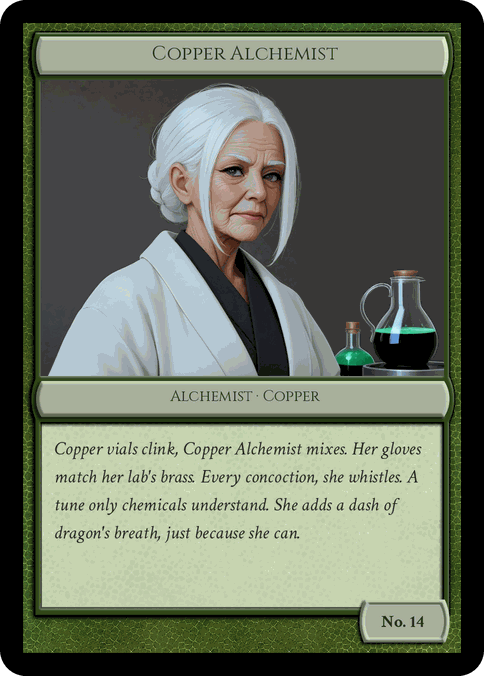 Copper Alchemist
Alchemist · Copper
Copper vials clink, Copper Alchemist mixes. Her gloves
match her lab's brass. Every concoction, she whistles. A
tune only chemicals understand. She adds a dash of
dragon's breath, just because she can.
No. 14